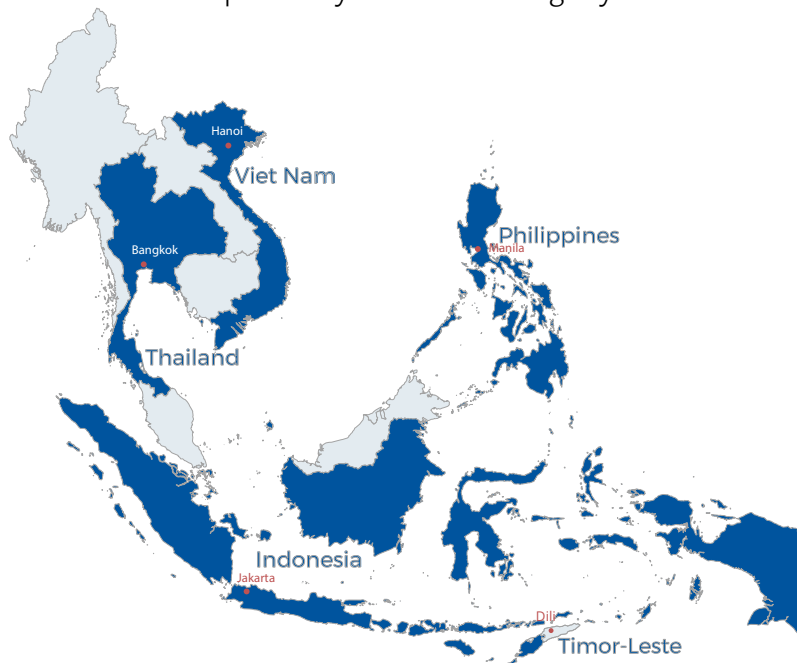 Hanoi
Viet Nam
Philippines
Manila
Bangkok
Thailand
Indonesia
Jakarta
Dili
Timor-Leste